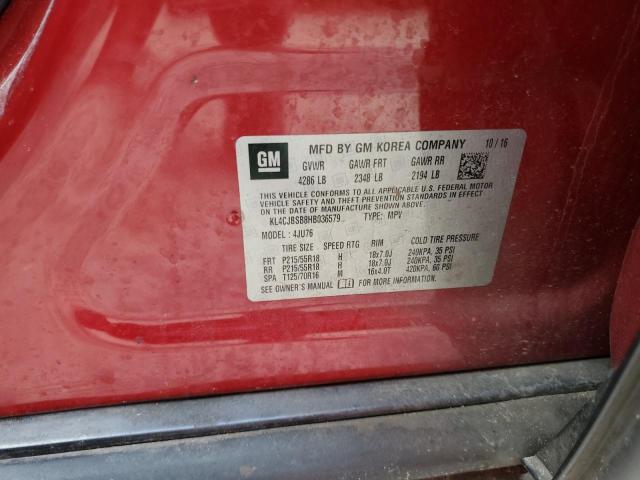 GM MFD BY GM KOREA COMPANY 10/16
GVWR GAWR FRT GAWR RR
4286 LB 2348 LB 2194 LB
THIS VEHICLE CONFORMS TO ALL APPLICABLE U.S. FEDERAL MOTOR
VEHICLE SAFETY AND THEFT PREVENTION STANDARDS IN EFFECT
ON THE DATE OF MANUFACTURE SHOWN ABOVE.
KL4CJBSB8HB036579 TYPE: MPV
MODEL: 4JU76
TIRE SIZE SPEED RTG RIM COLD TIRE PRESSURE
FRT P215/55R18 H 18x7.0J 240KPA, 35 PSI
RR P215/55R18 H 18x7.0J 240KPA, 35 PSI
SPA T125/70R16 M 16x4.0T 420KPA, 60 PSI
SEE OWNER'S MANUAL FOR MORE INFORMATION.